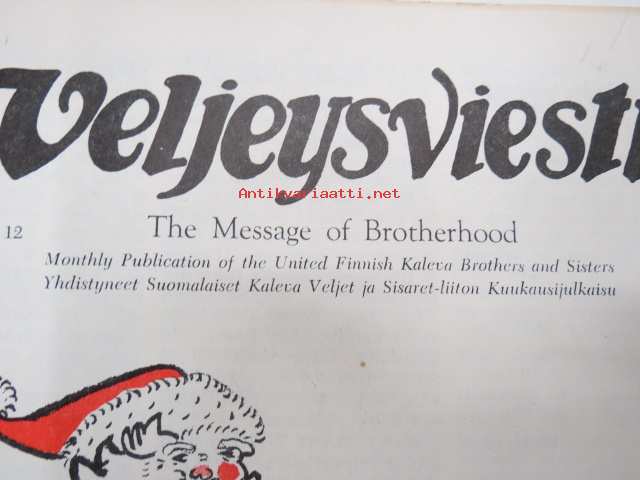 Veljeysviesti
Antikvariaatti.net
12 The Message of Brotherhood
Monthly Publication of the United Finnish Kaleva Brothers and Sisters
Yhdistyneet Suomalaiset Kaleva Veljet ja Sisaret-liiton Kuukausijulkaisu